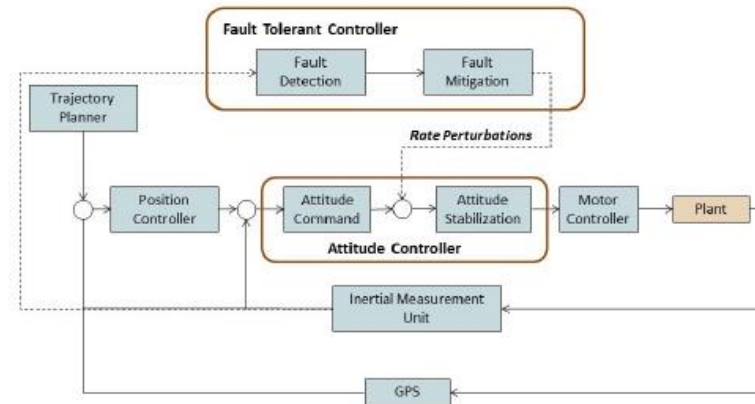 Fault Tolerant Controller
Fault
Detection
Fault
Mitigation
Trajectory
Planner
Rate Perturbations
Position
Controller
Attitude
Command
Attitude
Stabilization
Motor
Controller
Plant
Attitude Controller
Inertial Measurement
Unit
GPS